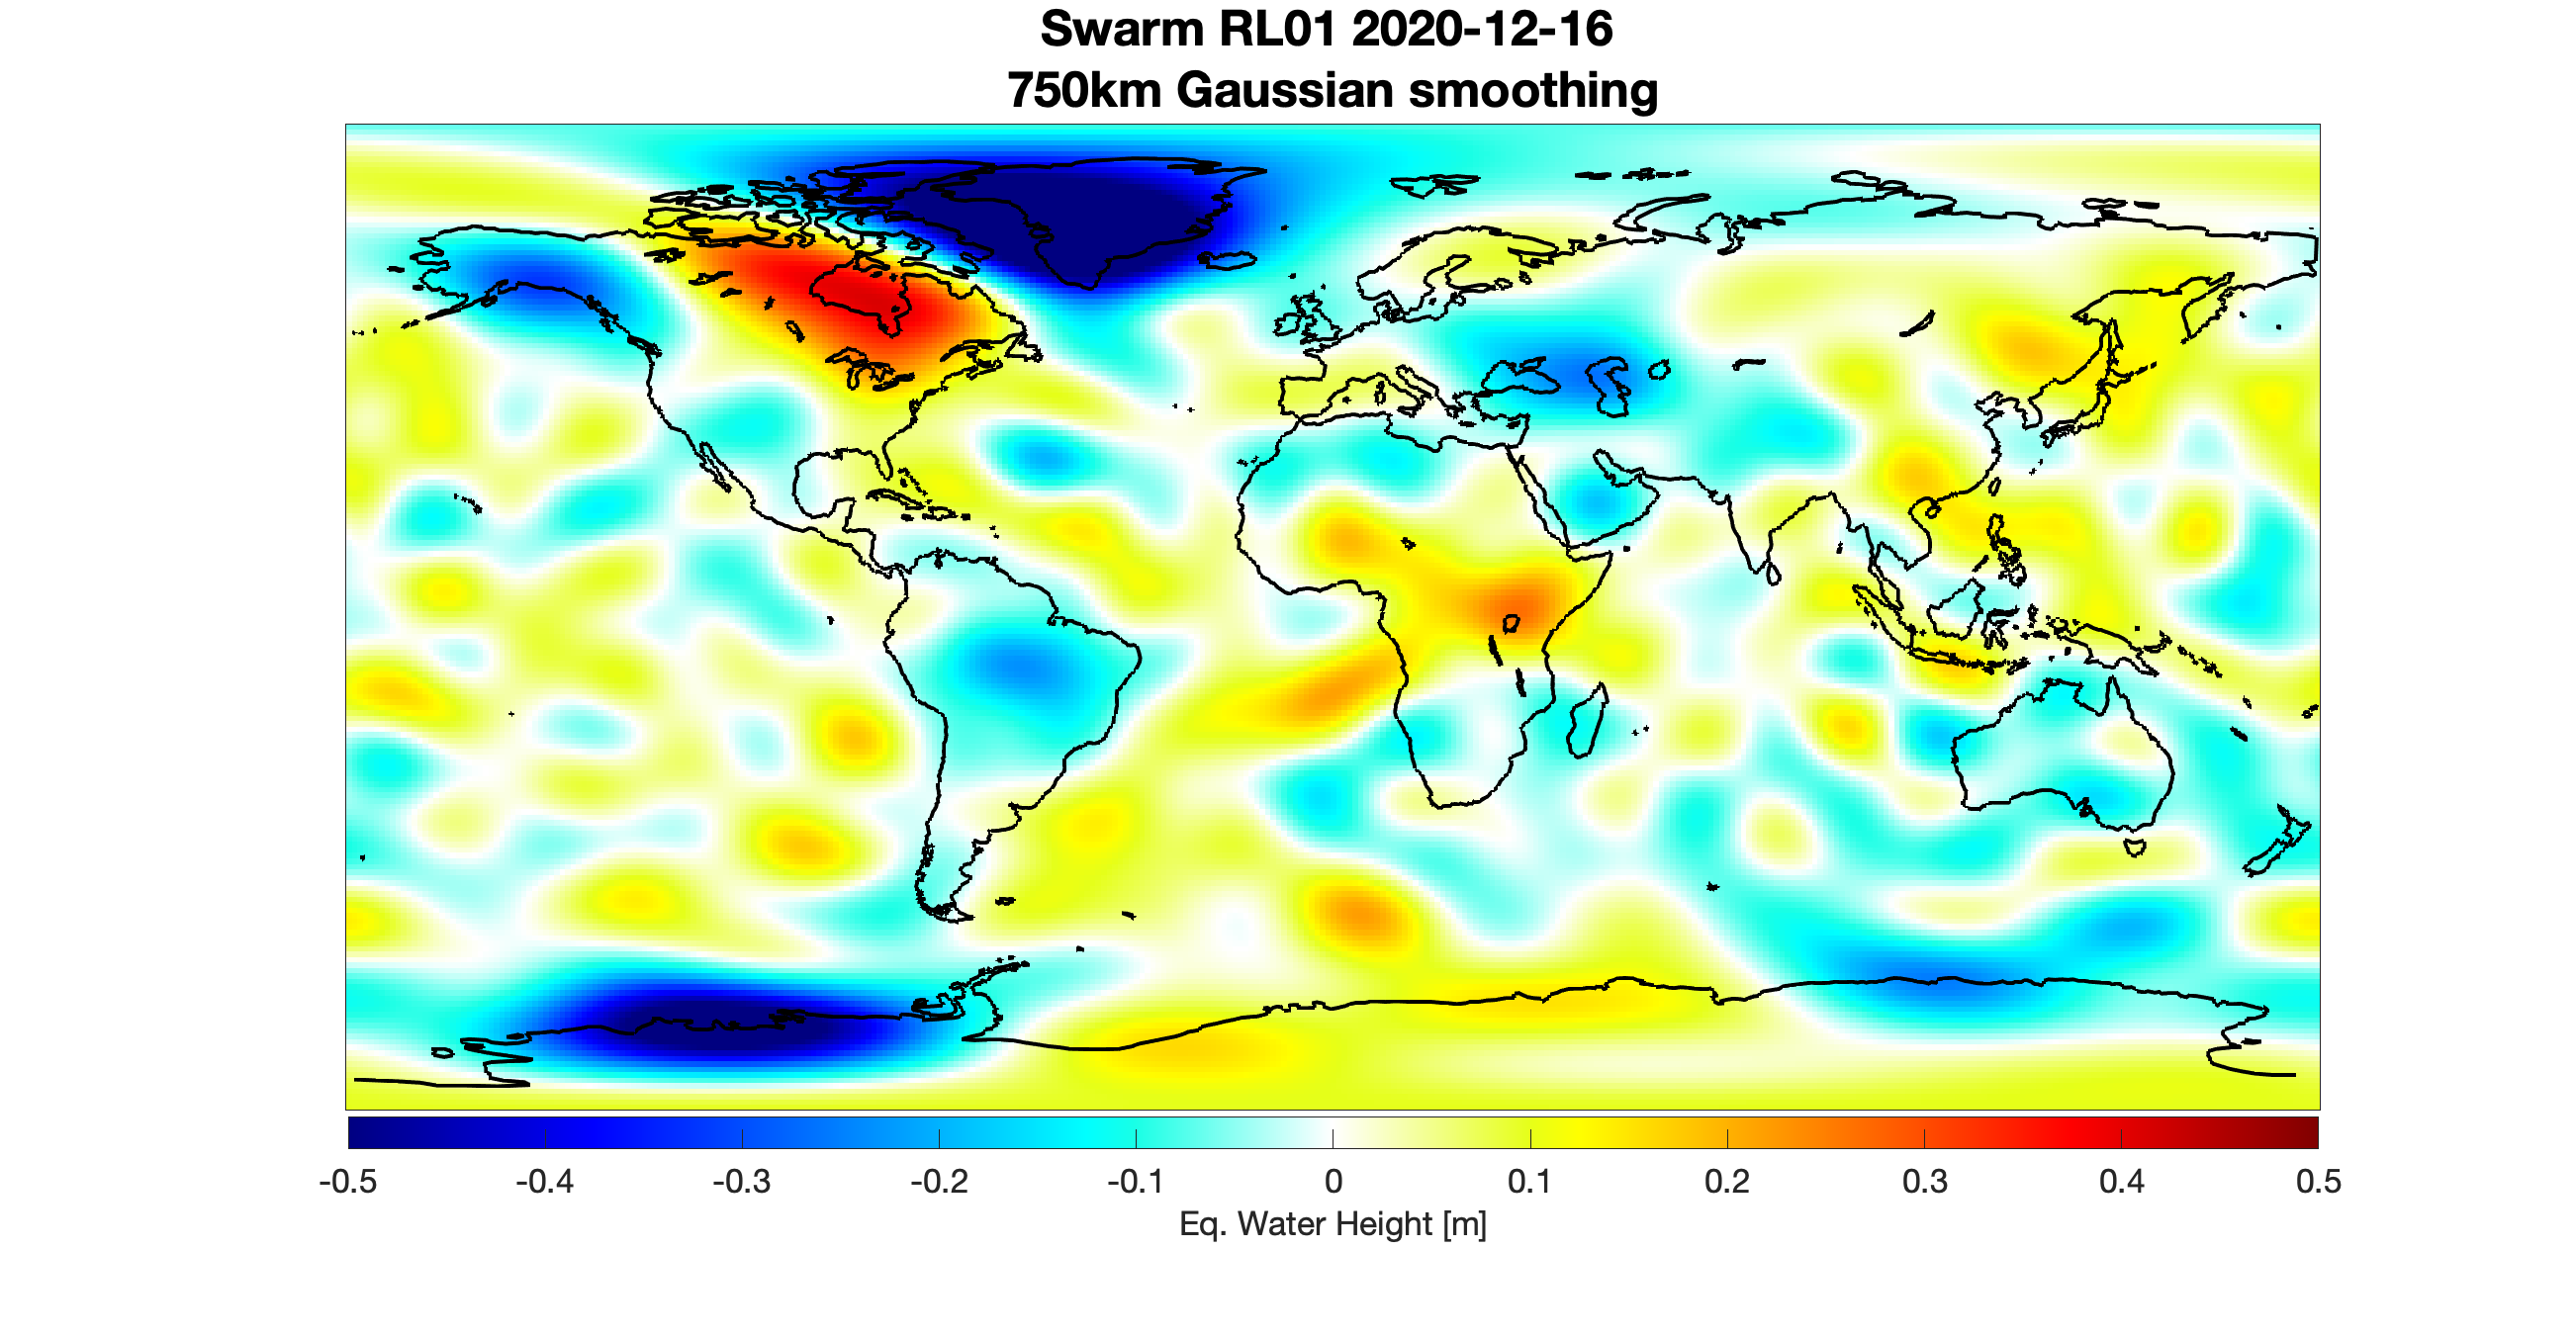 Swarm RL01 2020-12-16
750km Gaussian smoothing
-0.5 -0.4 -0.3 -0.2 -0.1 0 0.1 0.2 0.3 0.4 0.5
Eq. Water Height [m]